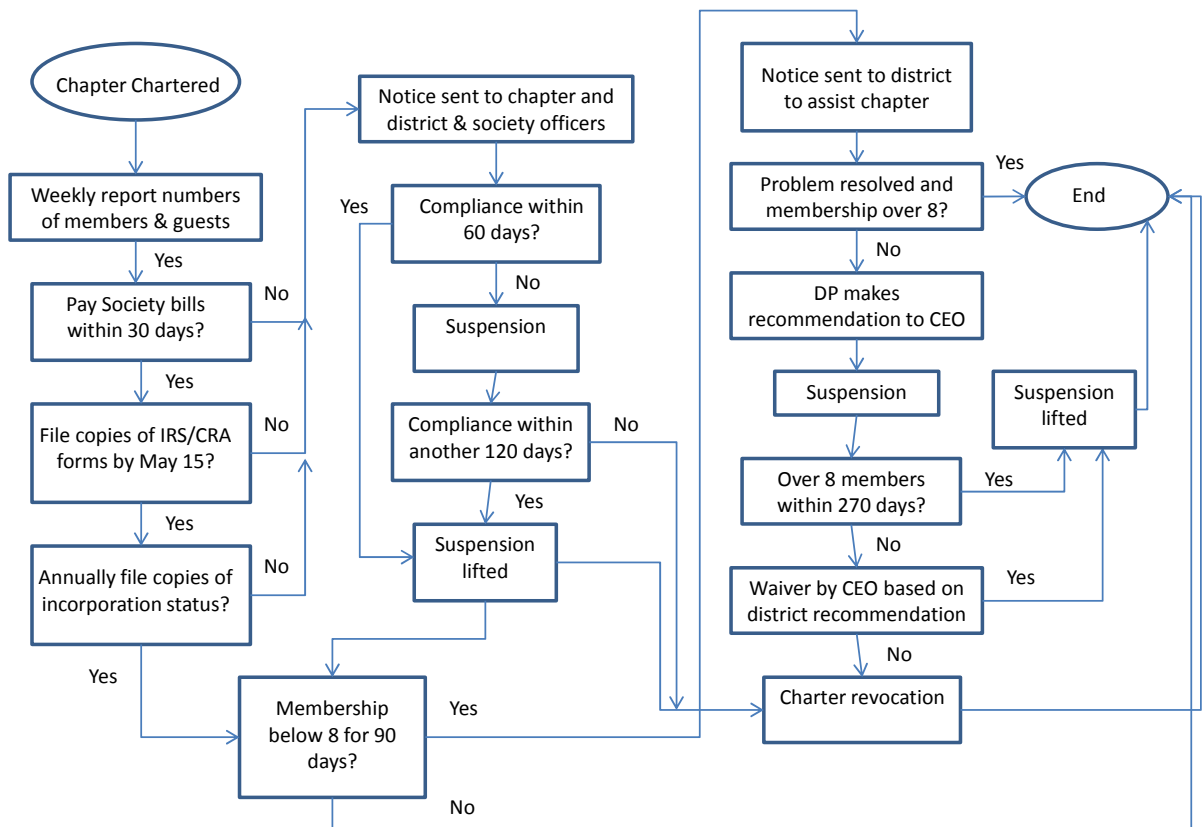 Chapter Chartered
Weekly report numbers
of members & guests
Yes
Pay Society bills
within 30 days?
No
Yes
File copies of IRS/CRA
forms by May 15?
No
Yes
Annually file copies of
incorporation status?
No
Yes
Notice sent to chapter and
district & society officers
Yes
Compliance within
60 days?
No
Suspension
Compliance within
another 120 days?
No
Yes
Suspension
lifted
Membership
below 8 for 90
days?
Yes
No
Notice sent to district
to assist chapter
Problem resolved and
membership over 8?
Yes
End
No
DP makes
recommendation to CEO
Suspension
Suspension
lifted
Over 8 members
within 270 days?
Yes
No
Waiver by CEO based on
district recommendation
Yes
No
Charter revocation